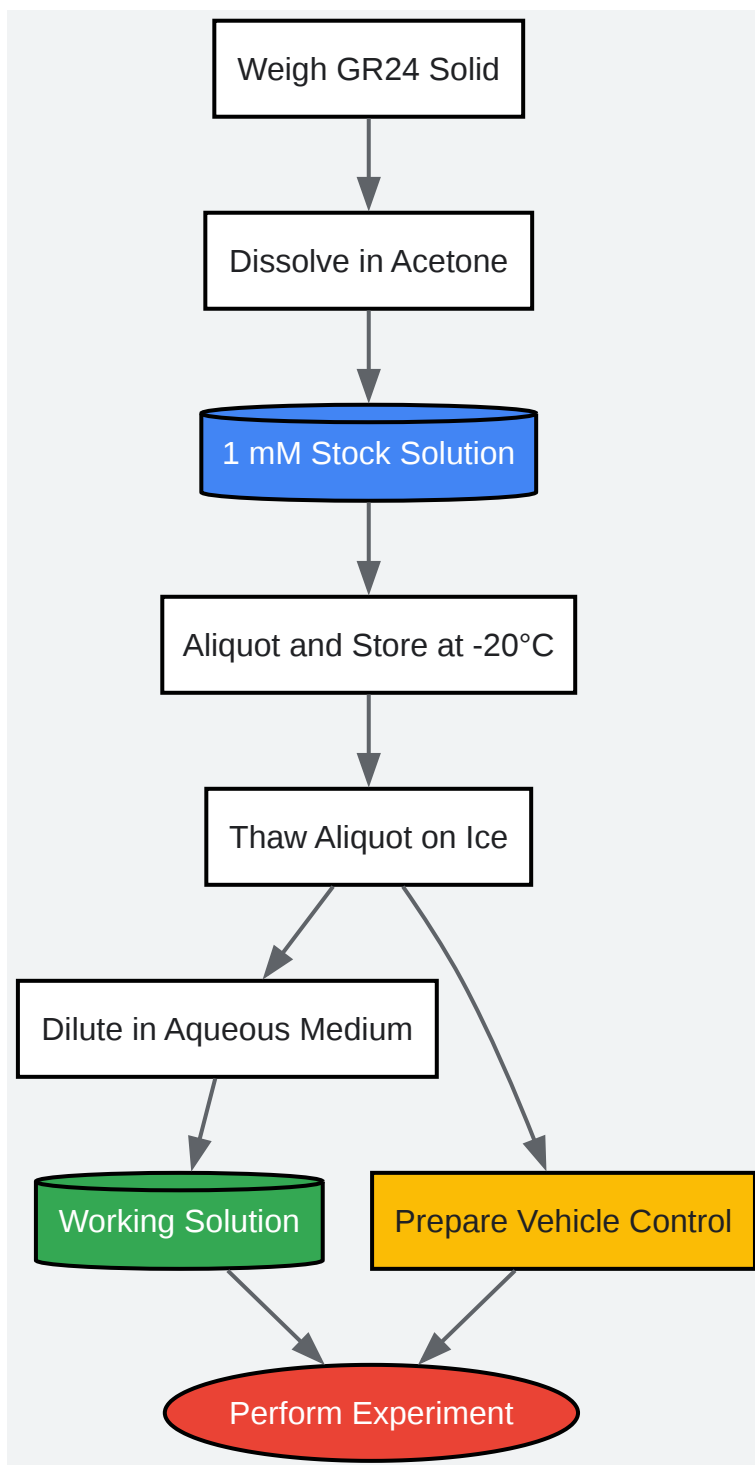 Weigh GR24 Solid
Dissolve in Acetone
1 mM Stock Solution
Aliquot and Store at -20°C
Thaw Aliquot on Ice
Dilute in Aqueous Medium
Working Solution
Prepare Vehicle Control
Perform Experiment